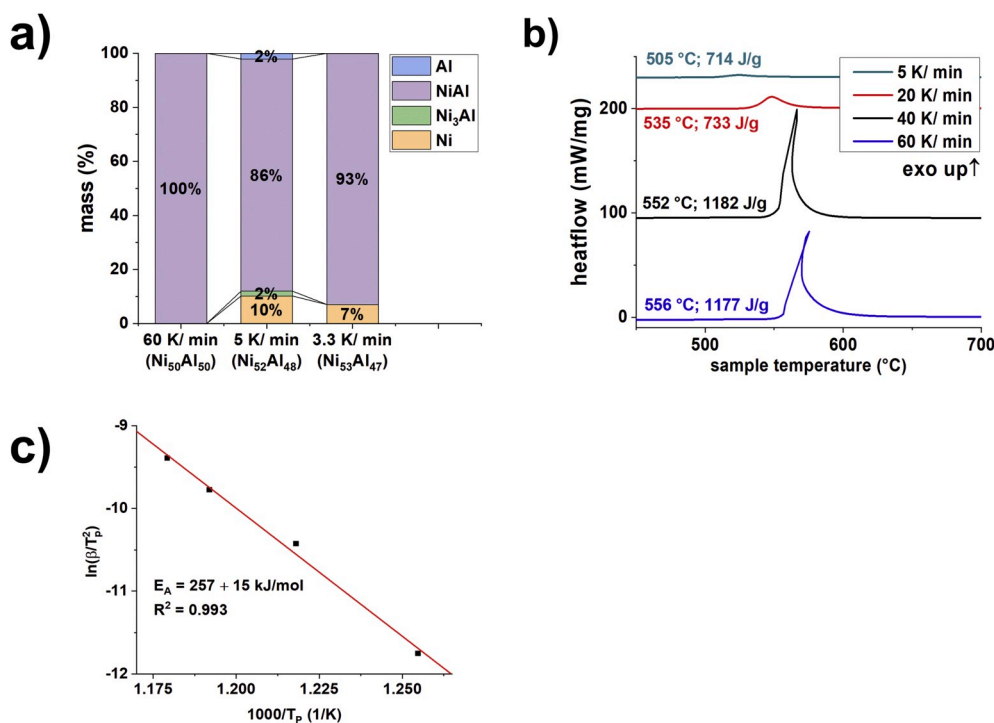 a)
100
80
60
40
20
0
mass (%)
Al
NiAl
Ni₃Al
Ni
2%
100%
86%
93%
2%
10%
7%
60 K/ min
(Ni₅₀Al₅₀)
5 K/ min
(Ni₅₂Al₄₈)
3.3 K/ min
(Ni₅₃Al₄₇)
b)
505 °C; 714 J/g
535 °C; 733 J/g
552 °C; 1182 J/g
556 °C; 1177 J/g
5 K/ min
20 K/ min
40 K/ min
60 K/ min
exo up↑
200
100
0
heatflow (mW/mg)
500 600 700
sample temperature (°C)
c)
-9
-10
-11
-12
ln(β/Tₚ²)
E_A = 257 + 15 kJ/mol
R² = 0.993
1.175 1.200 1.225 1.250
1000/T_P (1/K)